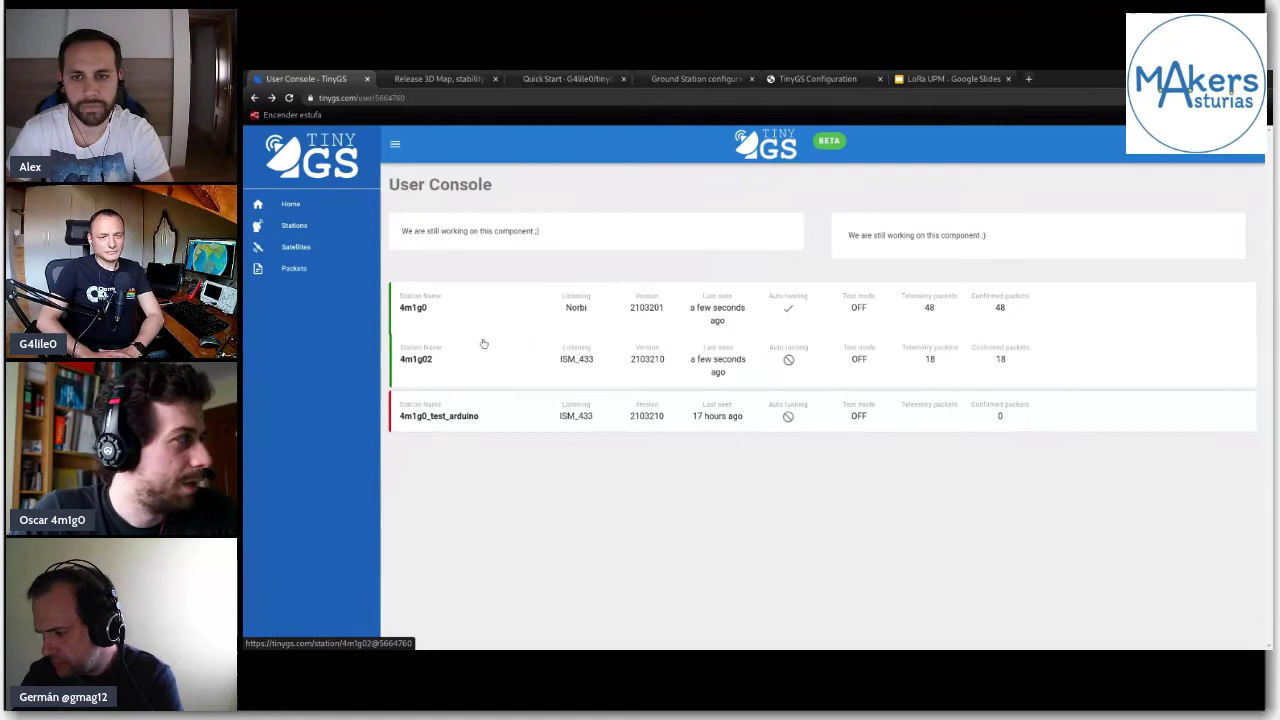 User Console - TinyGS
Release 3D Map, stability
Quick Start - G4lile0/tiny
Ground Station configur
TinyGS Configuration
LoRa UPM - Google Slides
tinygs.com/user/5664760
Encender estufa
MAkers
Asturias
TINY
GS
TINY
GS
BETA
Home
Stations
Satellites
Packets
User Console
We are still working on this component ;)
We are still working on this component ;)
Station Name Listening Version Last seen Auto tunning Test mode Telemetry packets Confirmed packets
4m1g0 Norbi 2103201 a few seconds ago OFF 48 48
Station Name Listening Version Last seen Auto tunning Test mode Telemetry packets Confirmed packets
4m1g02 ISM_433 2103210 a few seconds ago OFF 18 18
Station Name Listening Version Last seen Auto tunning Test mode Telemetry packets Confirmed packets
4m1g0_test_arduino ISM_433 2103210 17 hours ago OFF 0
https://tinygs.com/station/4m1g02@5664760
Alex
G4lile0
Oscar 4m1g0
Germán @gmag12